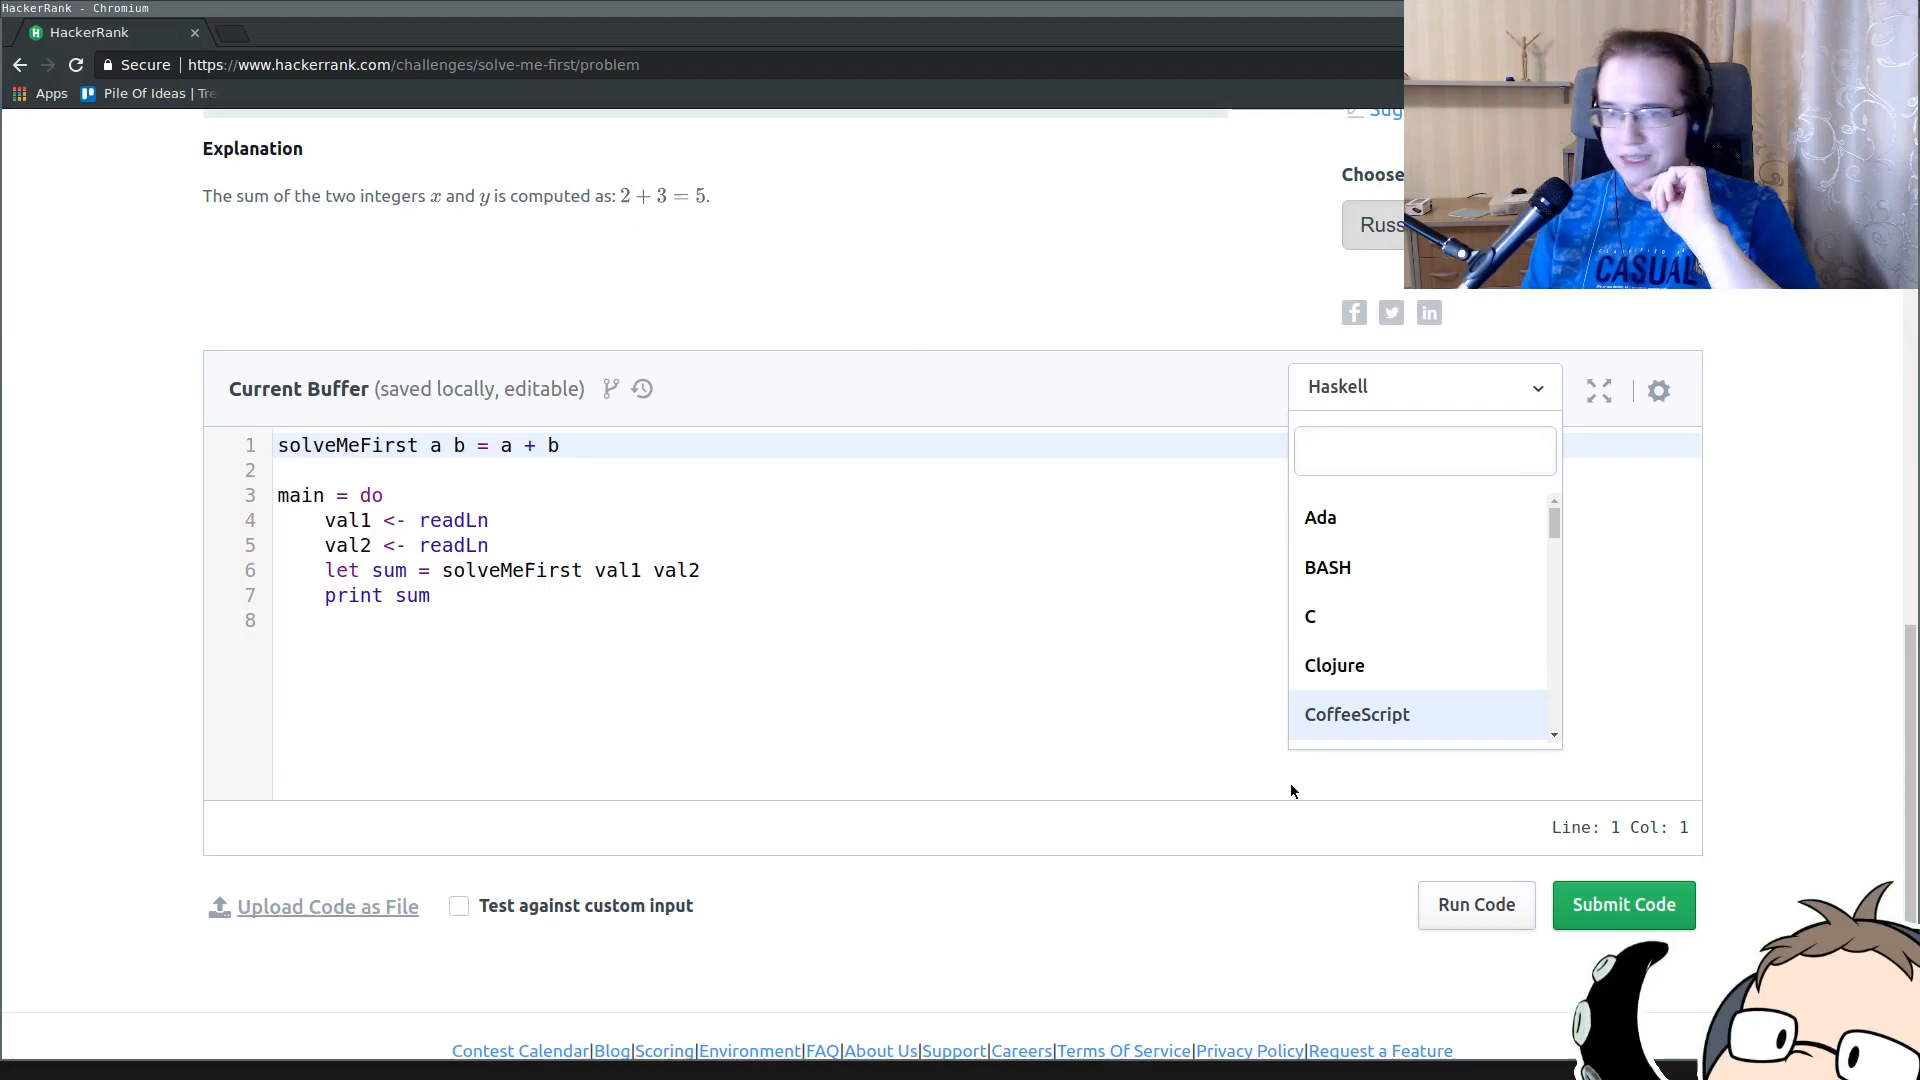 HackerRank - Chromium
HackerRank
Secure | https://www.hackerrank.com/challenges/solve-me-first/problem
Apps Pile Of Ideas | Tre
Sug
Explanation
The sum of the two integers x and y is computed as: 2 + 3 = 5.
Choose
Russ
CASUAL
Current Buffer (saved locally, editable)
Haskell
1 solveMeFirst a b = a + b
2
3 main = do
4 val1 <- readLn
5 val2 <- readLn
6 let sum = solveMeFirst val1 val2
7 print sum
8
Ada
BASH
C
Clojure
CoffeeScript
Line: 1 Col: 1
Upload Code as File
Test against custom input
Run Code
Submit Code
Contest Calendar|Blog|Scoring|Environment|FAQ|About Us|Support|Careers|Terms Of Service|Privacy Policy|Request a Feature